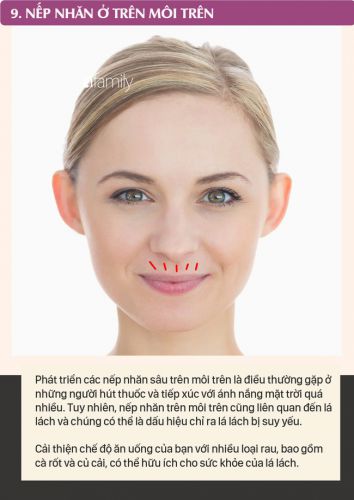 9. NẾP NHĂN Ở TRÊN MÔI TRÊN
family
Phát triển các nếp nhăn sâu trên môi trên là điều thường gặp ở
những người hút thuốc và tiếp xúc với ánh nắng mặt trời quá
nhiều. Tuy nhiên, nếp nhăn trên môi trên cũng liên quan đến lá
lách và chúng có thể là dấu hiệu chỉ ra lá lách bị suy yếu.
Cải thiện chế độ ăn uống của bạn với nhiều loại rau, bao gồm
cà rốt và củ cải, có thể hữu ích cho sức khỏe của lá lách.